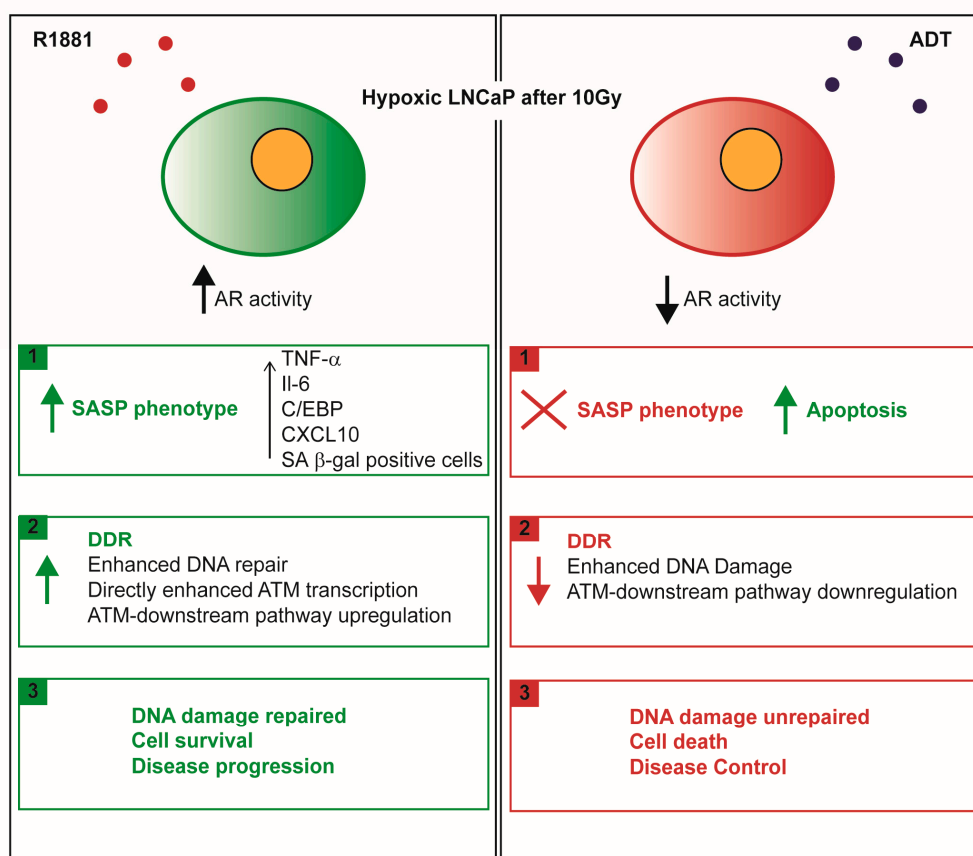 R1881
ADT
Hypoxic LNCaP after 10Gy
AR activity
1
SASP phenotype
TNF-α
Il-6
C/EBP
CXCL10
SA β-gal positive cells
2
DDR
Enhanced DNA repair
Directly enhanced ATM transcription
ATM-downstream pathway upregulation
3
DNA damage repaired
Cell survival
Disease progression
AR activity
1
SASP phenotype
Apoptosis
2
DDR
Enhanced DNA Damage
ATM-downstream pathway downregulation
3
DNA damage unrepaired
Cell death
Disease Control